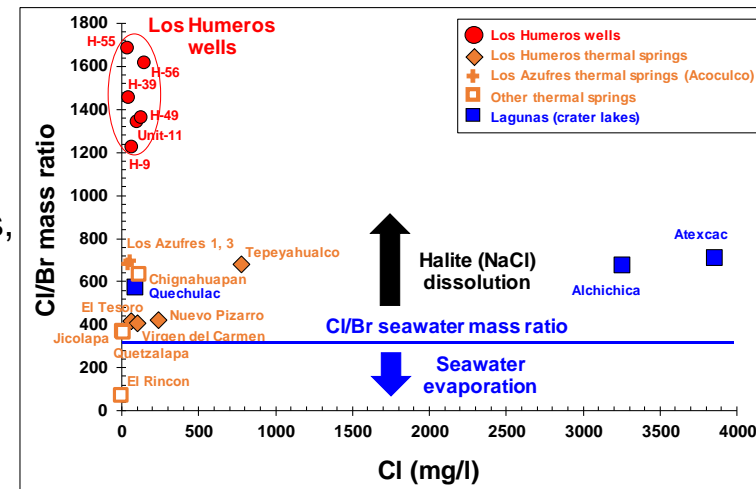 s,
Cl/Br mass ratio
1800
1600
1400
1200
1000
800
600
400
200
0
Los Humeros
wells
H-55
H-56
H-39
H-49
Unit-11
H-9
Los Humeros wells
Los Humeros thermal springs
Los Azufres thermal springs (Acoculco)
Other thermal springs
Lagunas (crater lakes)
Los Azufres 1, 3
Tepeyahualco
Atexcac
Chignahuapan
Quechulac
Halite (NaCl)
dissolution
Alchichica
El Tesoro
Nuevo Pizarro
Cl/Br seawater mass ratio
Jicolapa
Virgen del Carmen
Quetzalapa
El Rincon
Seawater
evaporation
0 500 1000 1500 2000 2500 3000 3500 4000
Cl (mg/l)